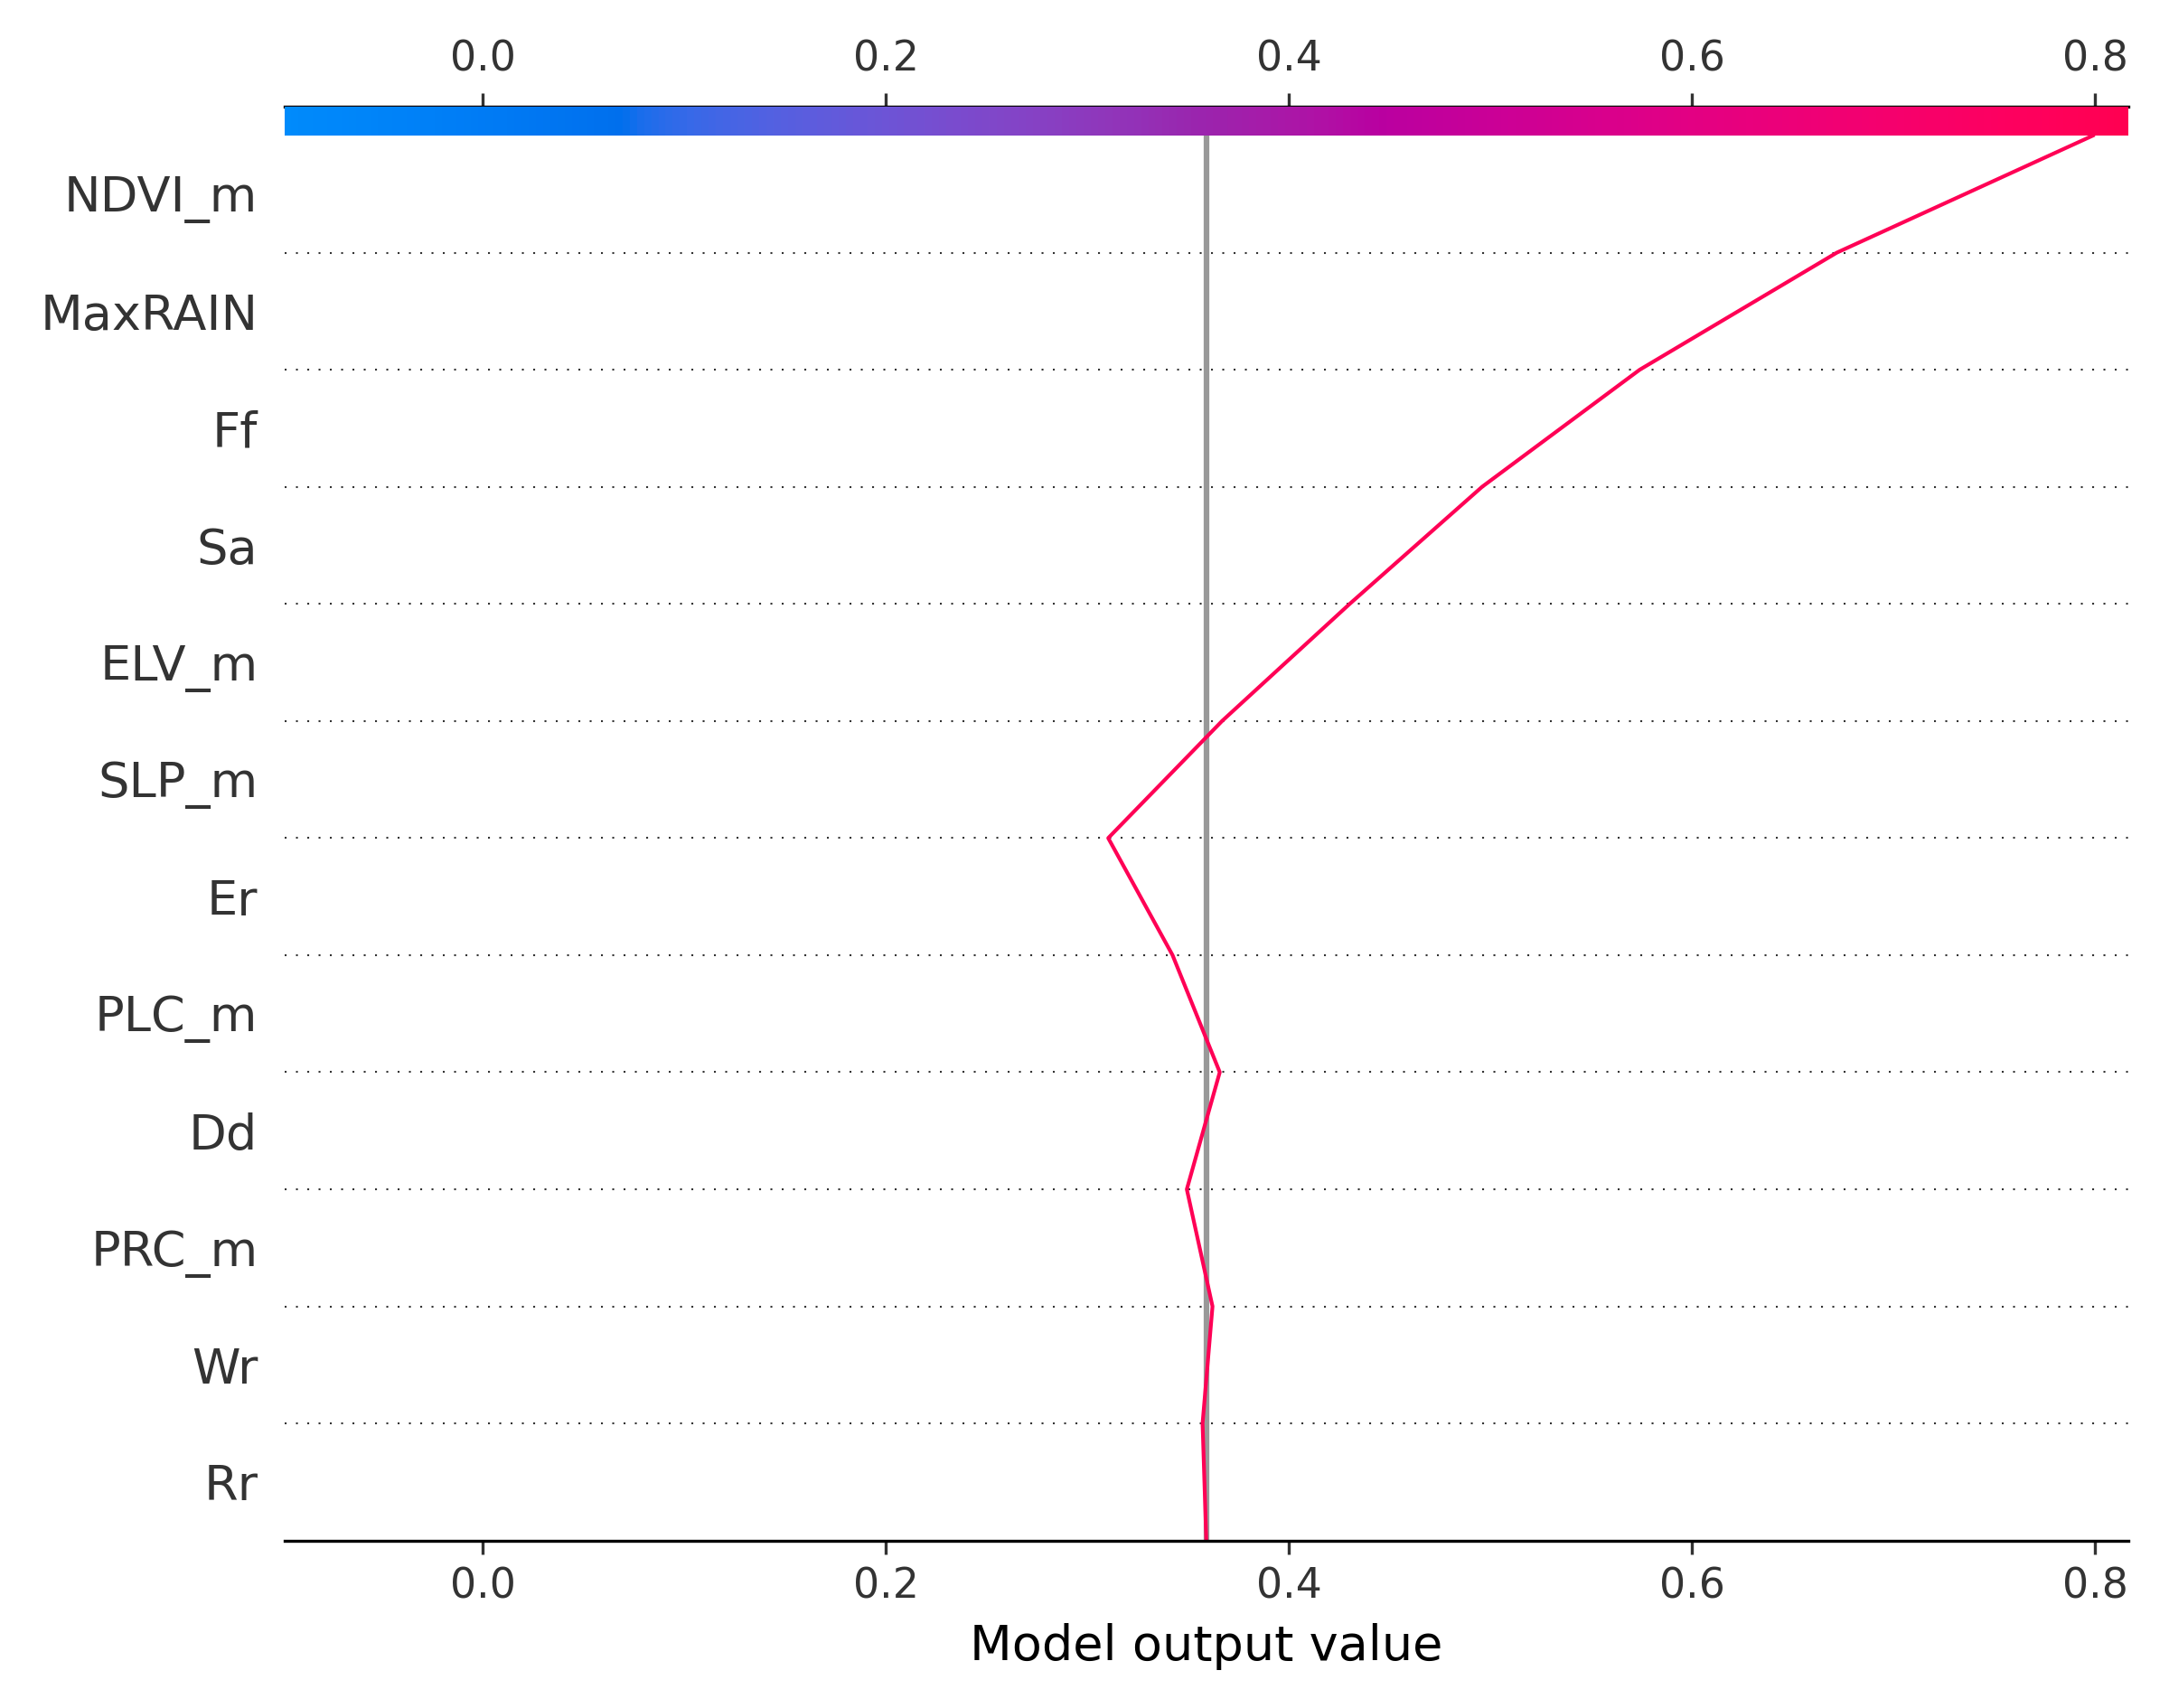 0.0 0.2 0.4 0.6 0.8
NDVI_m
MaxRAIN
Ff
Sa
ELV_m
SLP_m
Er
PLC_m
Dd
PRC_m
Wr
Rr
0.0 0.2 0.4 0.6 0.8
Model output value